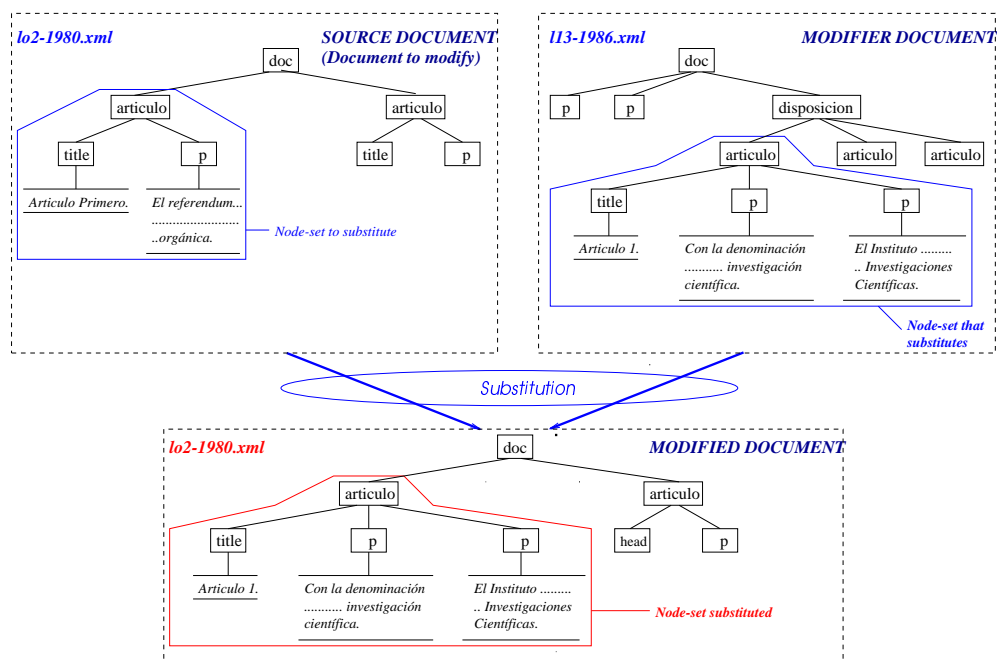 lo2-1980.xml
SOURCE DOCUMENT
(Document to modify)
doc
articulo
articulo
title
p
title
p
Articulo Primero.
El referendum...
.........................
..orgánica.
Node-set to substitute
l13-1986.xml
MODIFIER DOCUMENT
doc
p
p
disposicion
articulo
articulo
articulo
title
p
p
Articulo 1.
Con la denominación
........... investigación
científica.
El Instituto .........
.. Investigaciones
Científicas.
Node-set that
substitutes
Substitution
lo2-1980.xml
MODIFIED DOCUMENT
doc
articulo
articulo
title
p
p
head
p
Articulo 1.
Con la denominación
........... investigación
científica.
El Instituto .........
.. Investigaciones
Científicas.
Node-set substituted